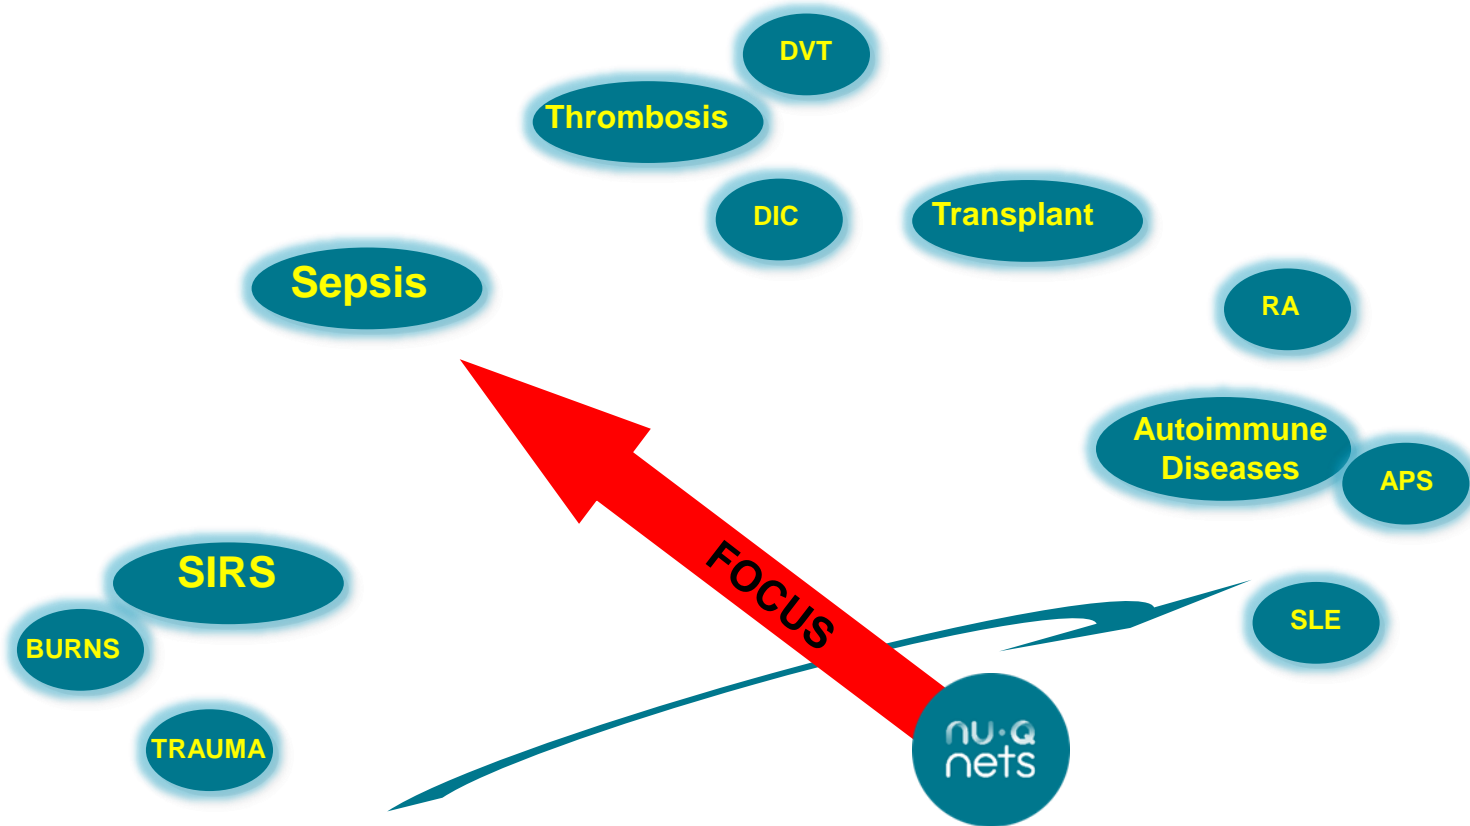 DVT
Thrombosis
DIC
Transplant
Sepsis
RA
Autoimmune
Diseases
APS
SIRS
FOCUS
BURNS
SLE
TRAUMA
nu·Q
nets